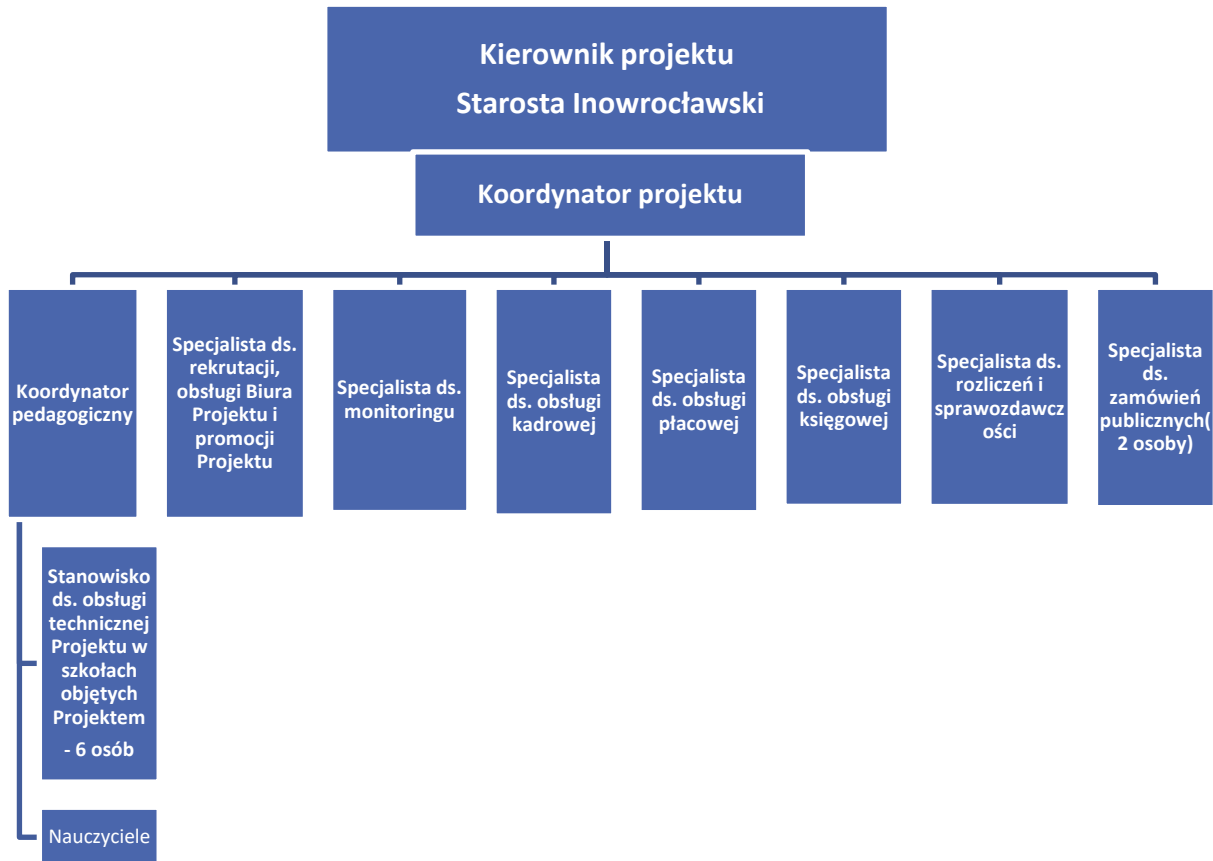 Kierownik projektu
Starosta Inowrocławski
Koordynator projektu
Koordynator
pedagogiczny
Specjalista ds.
rekrutacji,
obsługi Biura
Projektu i
promocji
Projektu
Specjalista ds.
monitoringu
Specjalista
ds. obsługi
kadrowej
Specjalista
ds. obsługi
płacowej
Specjalista
ds. obsługi
księgowej
Specjalista ds.
rozliczeń i
sprawozdawcz
ości
Specjalista
ds.
zamówień
publicznych(
2 osoby)
Stanowisko
ds. obsługi
technicznej
Projektu w
szkołach
objętych
Projektem
- 6 osób
Nauczyciele